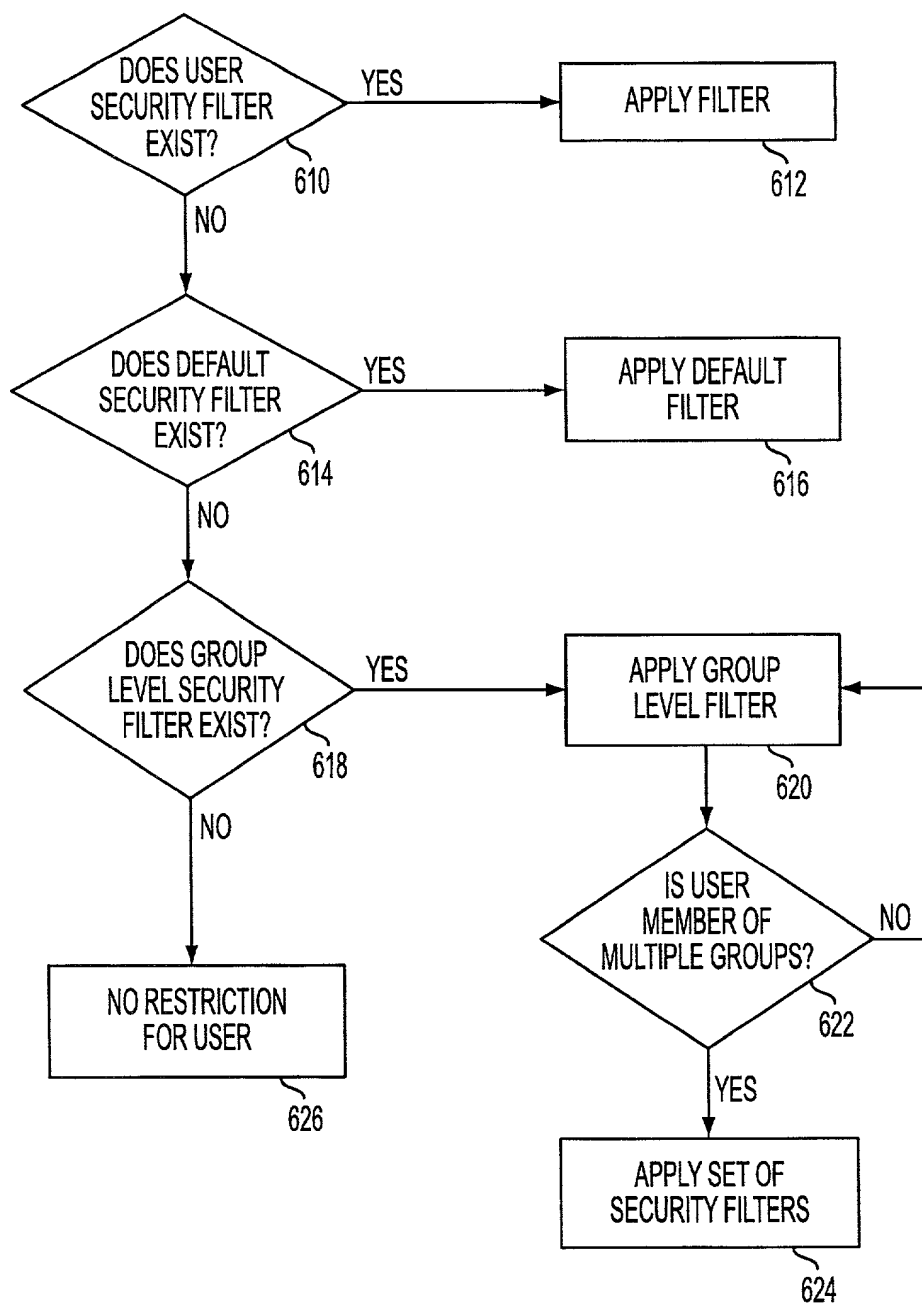 DOES USER
SECURITY FILTER
EXIST?
610
YES
APPLY FILTER
612
NO
DOES DEFAULT
SECURITY FILTER
EXIST?
614
YES
APPLY DEFAULT
FILTER
616
NO
DOES GROUP
LEVEL SECURITY
FILTER EXIST?
618
YES
APPLY GROUP
LEVEL FILTER
620
NO
IS USER
MEMBER OF
MULTIPLE GROUPS?
622
NO
NO RESTRICTION
FOR USER
626
YES
APPLY SET OF
SECURITY FILTERS
624